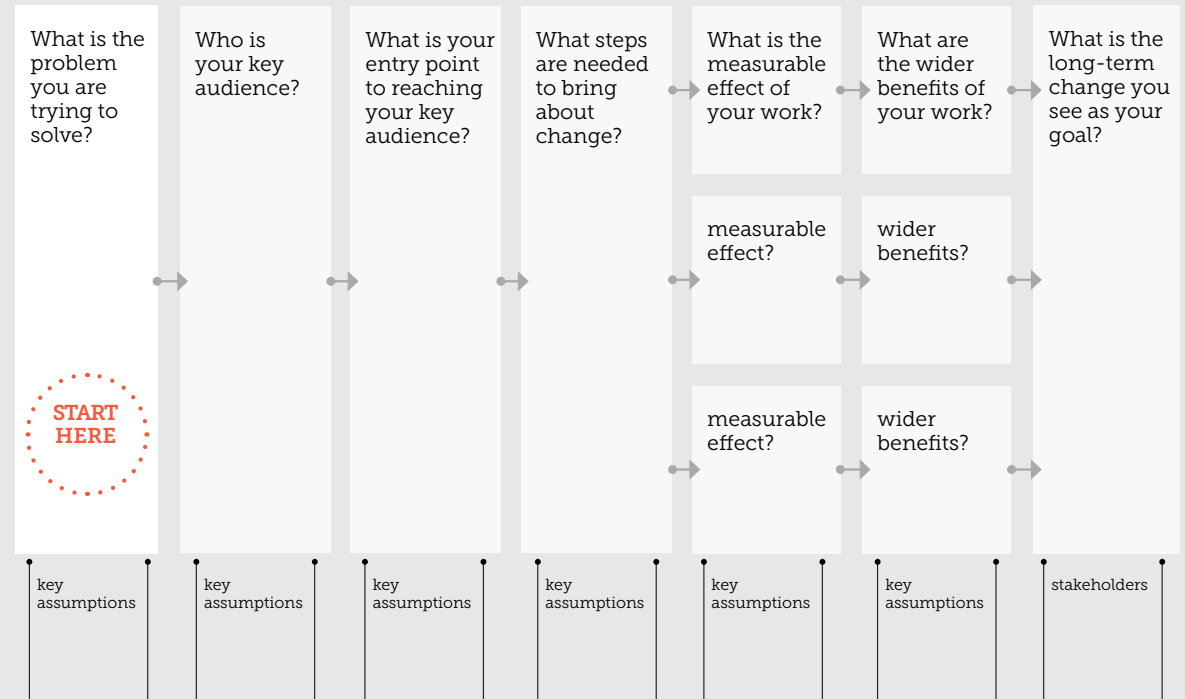 What is the
problem
you are
trying to
solve?
START
HERE
Who is
your key
audience?
What is your
entry point
to reaching
your key
audience?
What steps
are needed
to bring
about
change?
What is the
measurable
effect of
your work?
measurable
effect?
measurable
effect?
What are
the wider
benefits of
your work?
wider
benefits?
wider
benefits?
What is the
long-term
change you
see as your
goal?
key
assumptions
key
assumptions
key
assumptions
key
assumptions
key
assumptions
key
assumptions
stakeholders